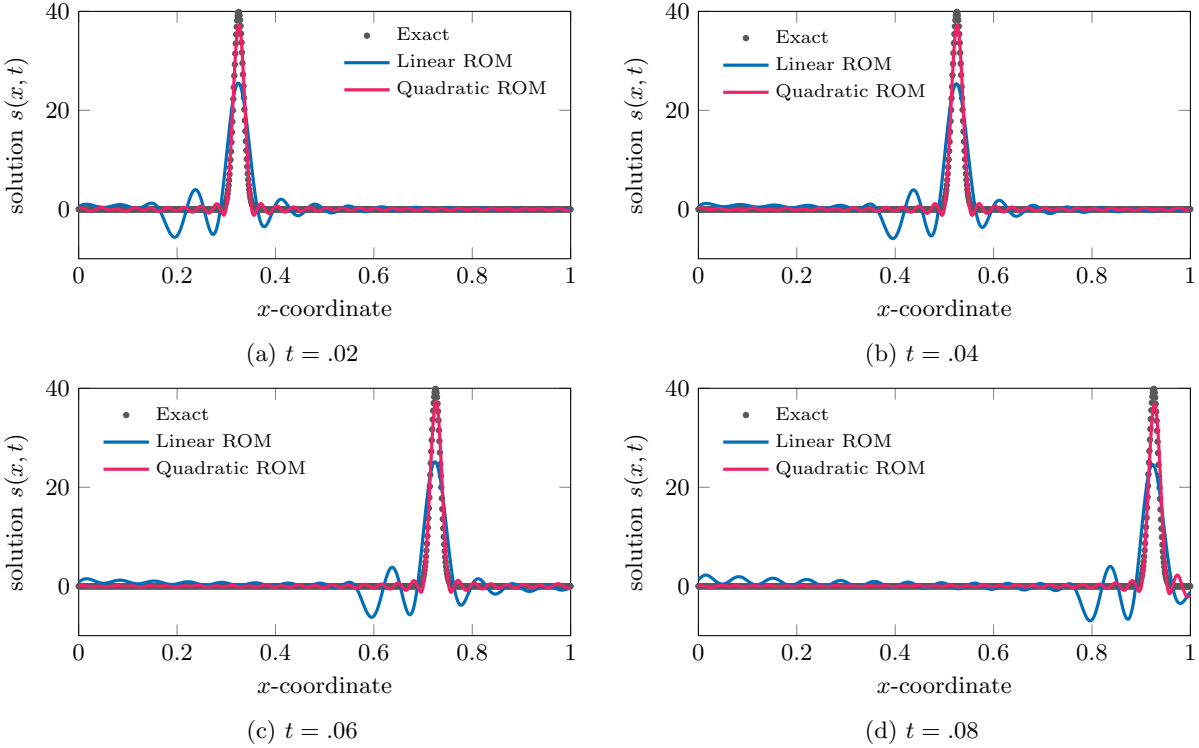 40
20
0
solution s(x, t)
Exact
Linear ROM
Quadratic ROM
0 0.2 0.4 0.6 0.8 1
x-coordinate
(a) t = .02
40
20
0
solution s(x, t)
Exact
Linear ROM
Quadratic ROM
0 0.2 0.4 0.6 0.8 1
x-coordinate
(b) t = .04
40
20
0
solution s(x, t)
Exact
Linear ROM
Quadratic ROM
0 0.2 0.4 0.6 0.8 1
x-coordinate
(c) t = .06
40
20
0
solution s(x, t)
Exact
Linear ROM
Quadratic ROM
0 0.2 0.4 0.6 0.8 1
x-coordinate
(d) t = .08